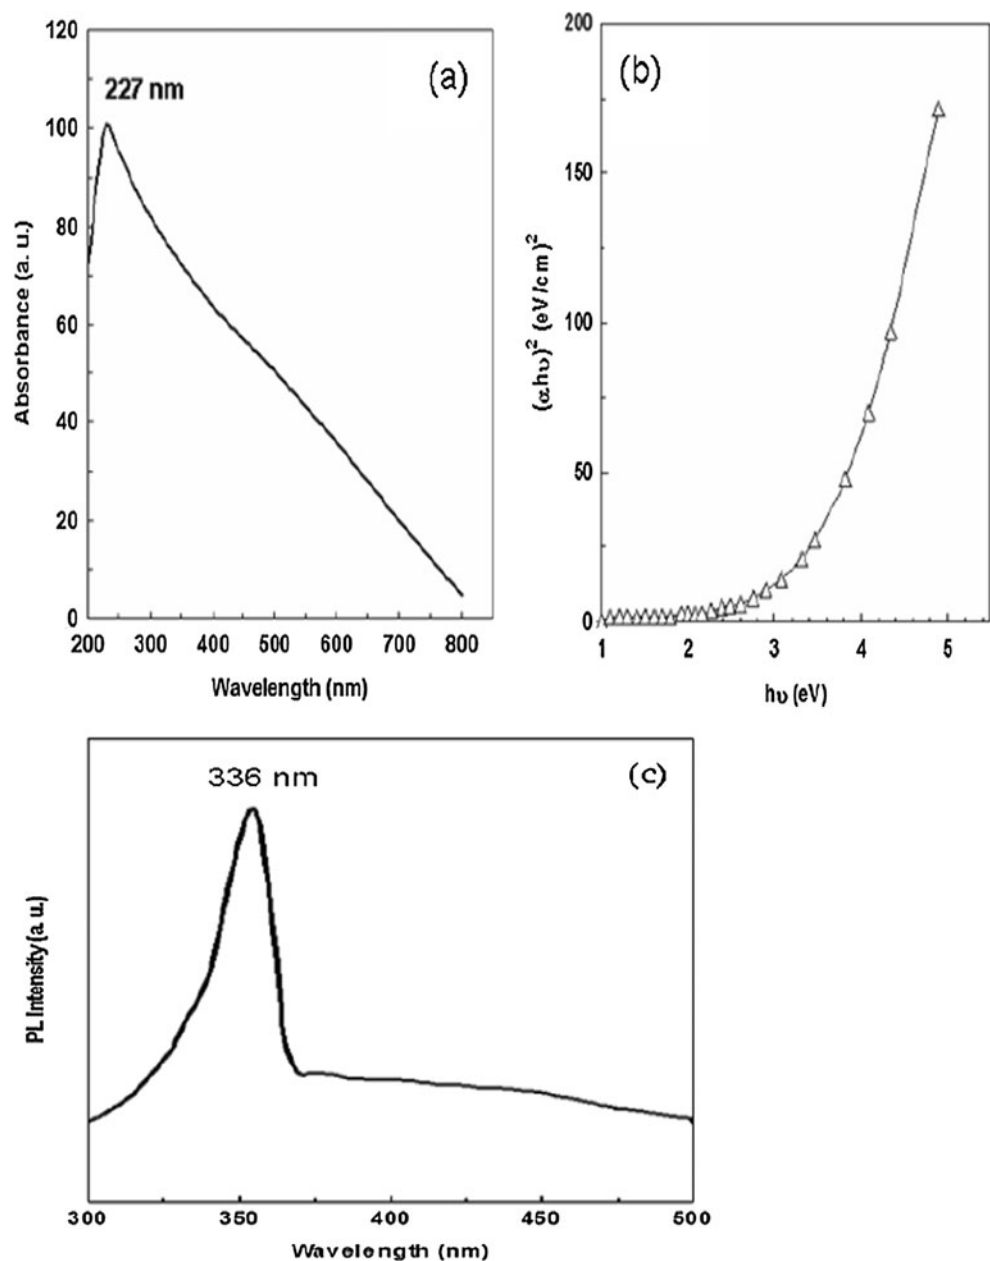 120
100
80
60
40
20
0
227 nm
(a)
Absorbance (a. u.)
200 300 400 500 600 700 800
Wavelength (nm)
200
150
100
50
0
(b)
(αhυ)² (eV/cm)²
1 2 3 4 5
hυ (eV)
336 nm
(c)
PL Intensity (a. u.)
300 350 400 450 500
Wavelength (nm)